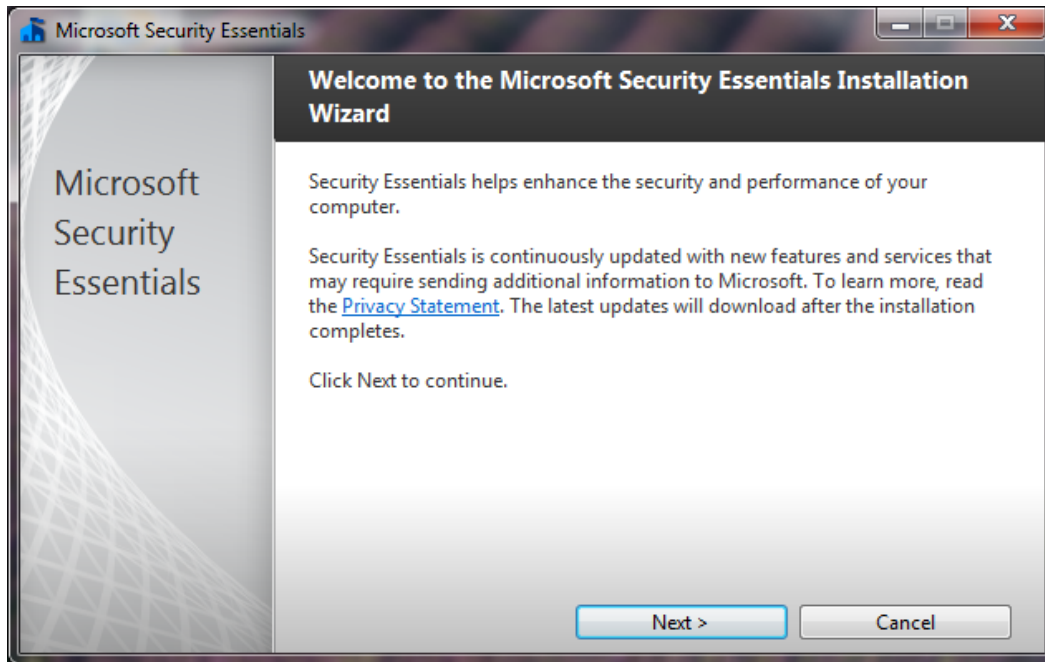 Microsoft Security Essentials
Welcome to the Microsoft Security Essentials Installation
Wizard
Microsoft
Security
Essentials
Security Essentials helps enhance the security and performance of your
computer.
Security Essentials is continuously updated with new features and services that
may require sending additional information to Microsoft. To learn more, read
the Privacy Statement. The latest updates will download after the installation
completes.
Click Next to continue.
Next >
Cancel